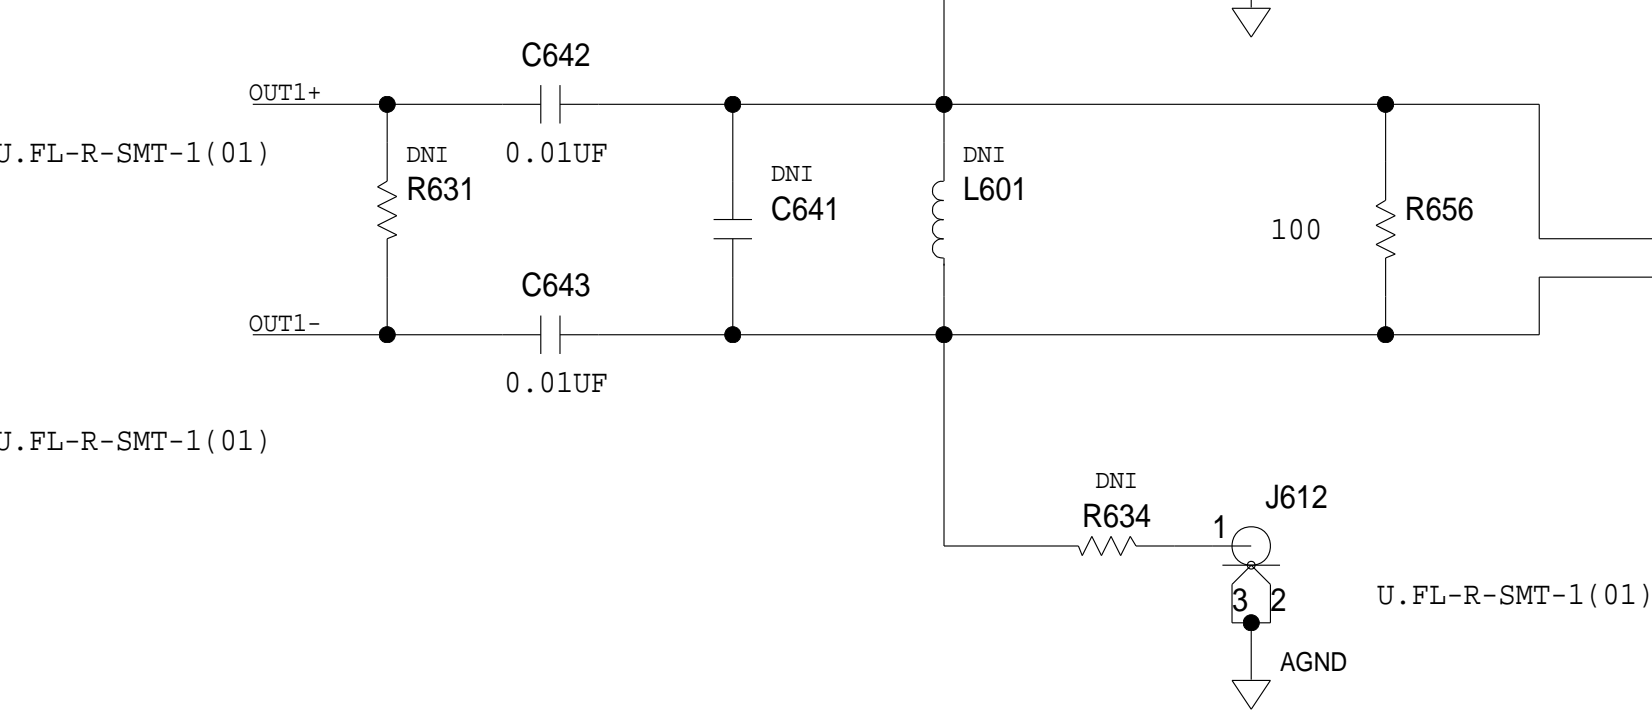 C642
OUT1+
U.FL-R-SMT-1(01)
DNI
R631
0.01UF
DNI
C641
DNI
L601
100
R656
C643
OUT1-
0.01UF
U.FL-R-SMT-1(01)
DNI
R634
1
J612
3
2
U.FL-R-SMT-1(01)
AGND